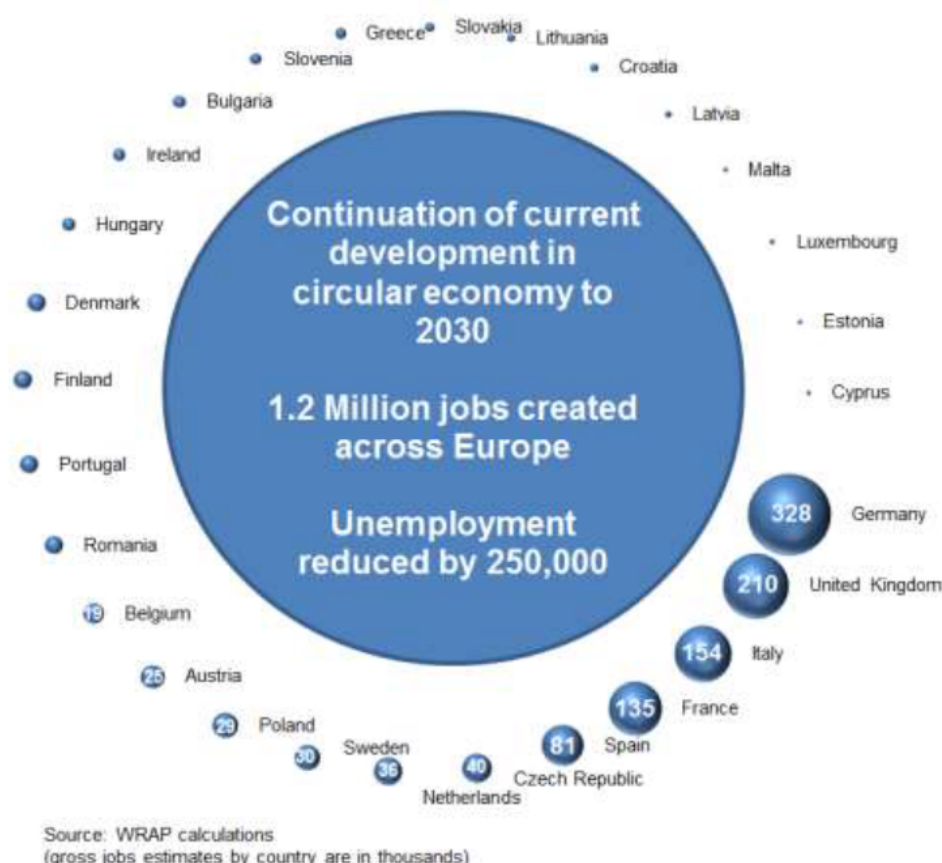 Greece
Slovakia
Lithuania
Slovenia
Croatia
Bulgaria
Latvia
Ireland
Malta
Hungary
Luxembourg
Denmark
Estonia
Finland
Cyprus
Portugal
Romania
Continuation of current
development in
circular economy to
2030
1.2 Million jobs created
across Europe
Unemployment
reduced by 250,000
328 Germany
210 United Kingdom
19 Belgium
154 Italy
25 Austria
135 France
29 Poland
81 Spain
30 Sweden
36
40 Czech Republic
Netherlands
Source: WRAP calculations
(gross jobs estimates by country are in thousands)